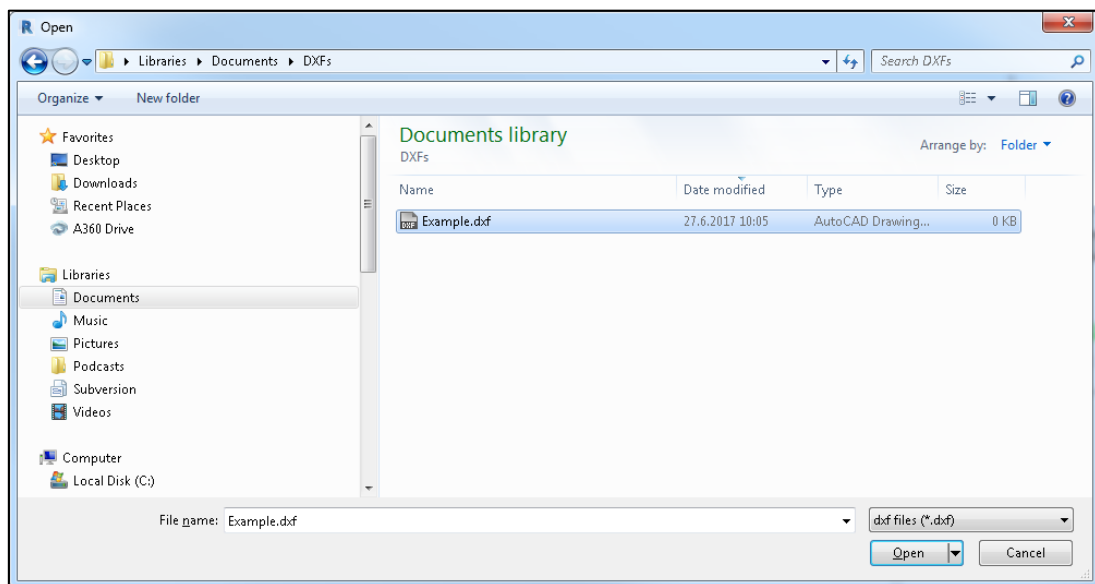 R Open
Libraries Documents DXFs Search DXFs
Organize New folder
Favorites
Desktop
Downloads
Recent Places
A360 Drive
Libraries
Documents
Music
Pictures
Podcasts
Subversion
Videos
Computer
Local Disk (C:)
Documents library
DXFs
Arrange by: Folder
Name Date modified Type Size
DXF Example.dxf 27.6.2017 10:05 AutoCAD Drawing... 0 KB
File name: Example.dxf dxf files (*.dxf)
Open Cancel